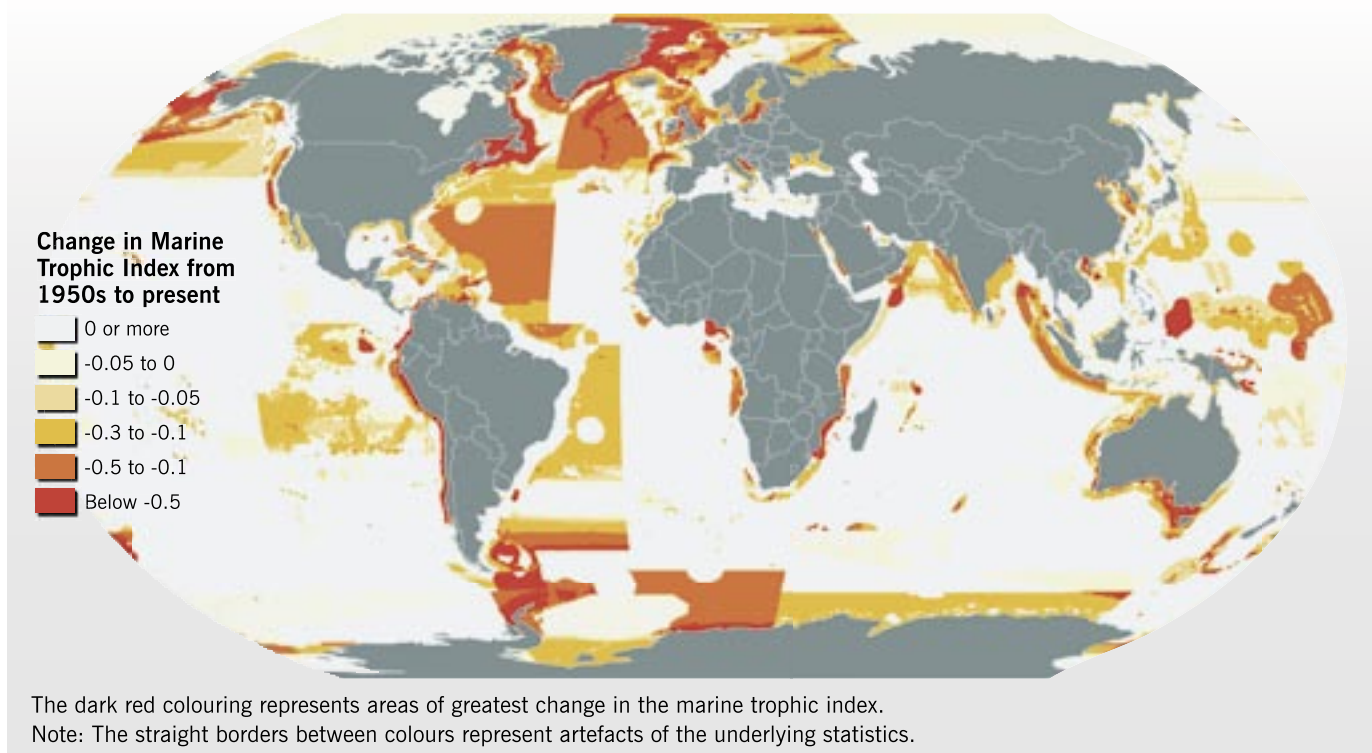 Change in Marine
Trophic Index from
1950s to present
0 or more
-0.05 to 0
-0.1 to -0.05
-0.3 to -0.1
-0.5 to -0.1
Below -0.5
The dark red colouring represents areas of greatest change in the marine trophic index.
Note: The straight borders between colours represent artefacts of the underlying statistics.